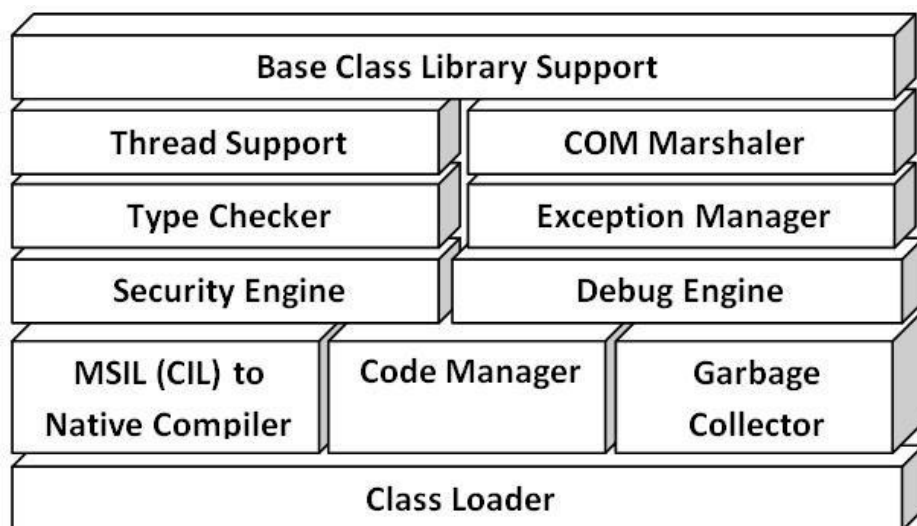 Base Class Library Support
Thread Support
COM Marshaler
Type Checker
Exception Manager
Security Engine
Debug Engine
MSIL (CIL) to
Native Compiler
Code Manager
Garbage
Collector
Class Loader